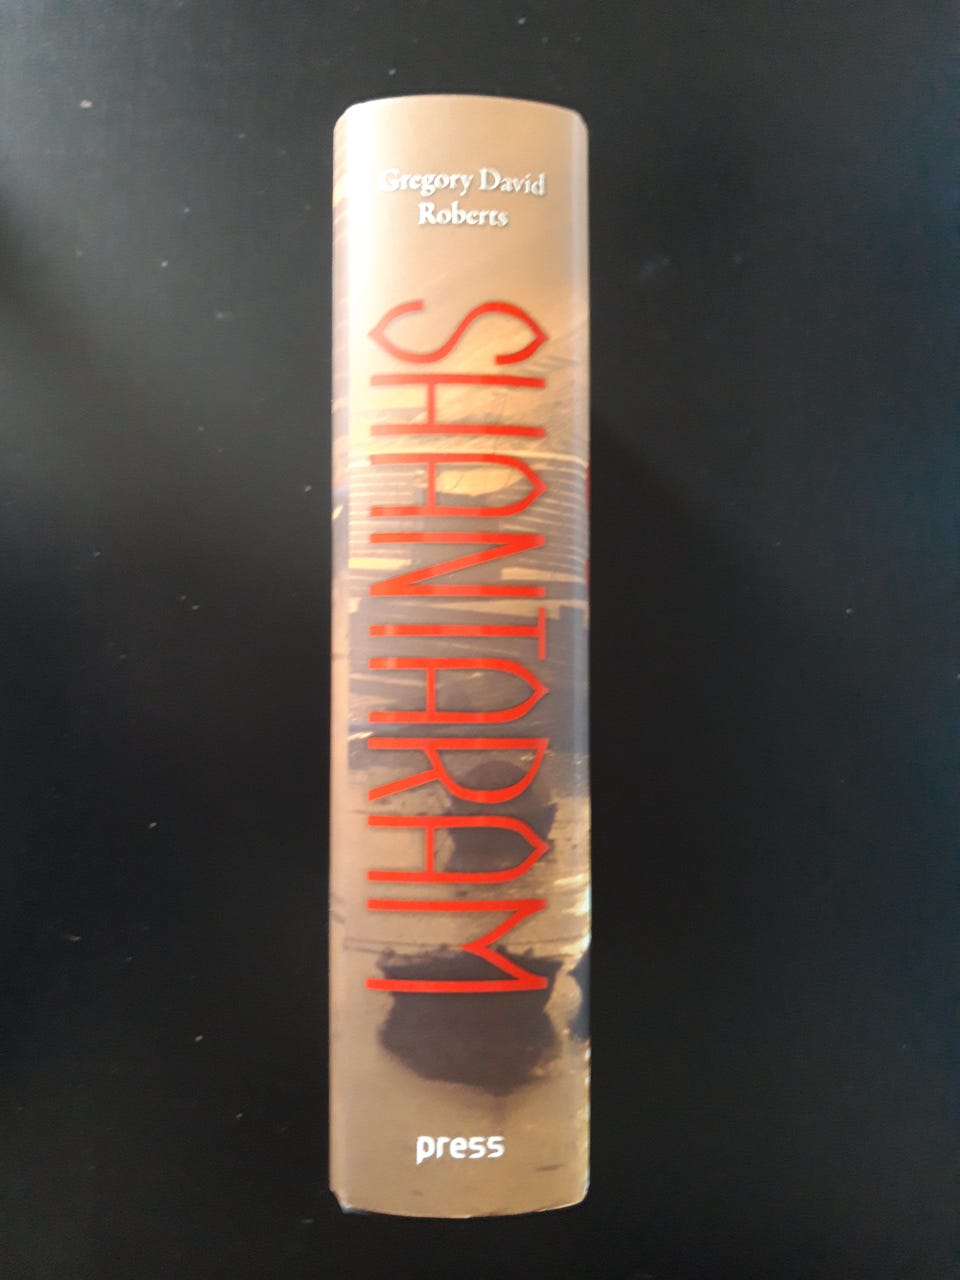 Gregory David
Roberts
SHANTARAM
press